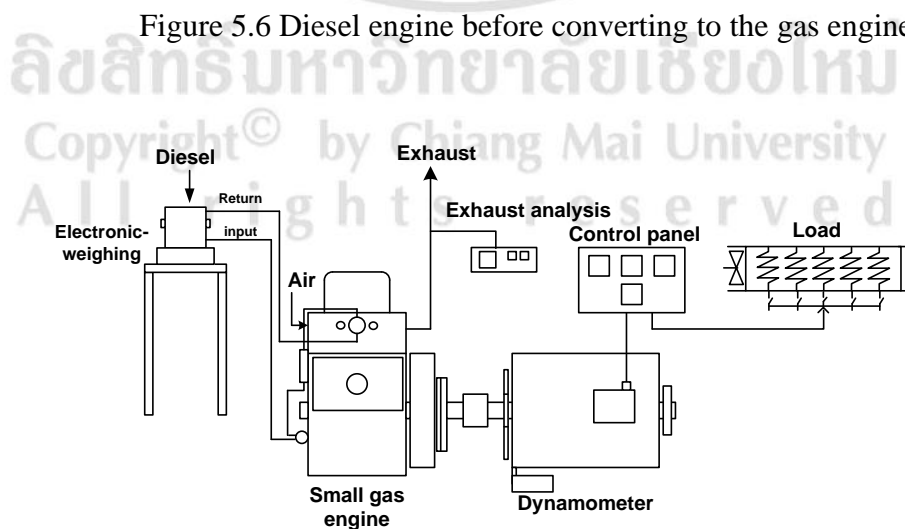 Figure 5.6 Diesel engine before converting to the gas engine
ลิขสิทธิ์มหาวิทยาลัยเชียงใหม่
Copyright© by Chiang Mai University
All rights reserved
Diesel
Exhaust
Return
Exhaust analysis
Electronic-
weighing
input
Control panel
Load
Air
Small gas
engine
Dynamometer